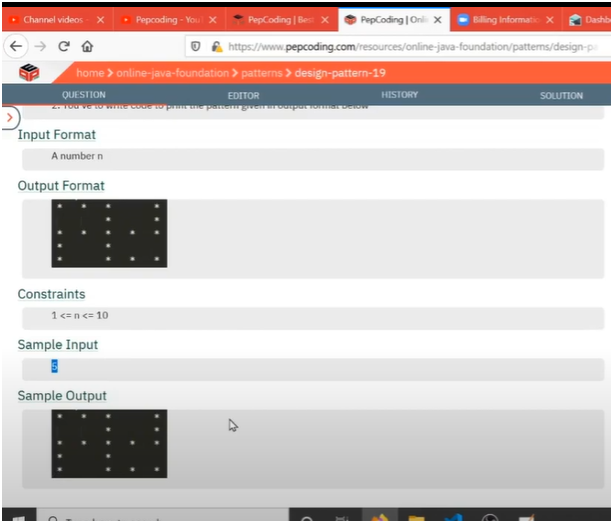 Channel videos -
Pepcoding - You
PepCoding | Bes
PepCoding | Onli
Billing Informatio
Dashb
https://www.pepcoding.com/resources/online-java-foundation/patterns/design-pa
home > online-java-foundation > patterns > design-pattern-19
QUESTION
EDITOR
HISTORY
SOLUTION
2. You've to write code to print the pattern given in output format below
Input Format
A number n
Output Format
* * *     *
    *     *
* * * * *
*   *
*   * * *
Constraints
1 <= n <= 10
Sample Input
5
Sample Output
* * *     *
    *     *
* * * * *
*   *
*   * * *